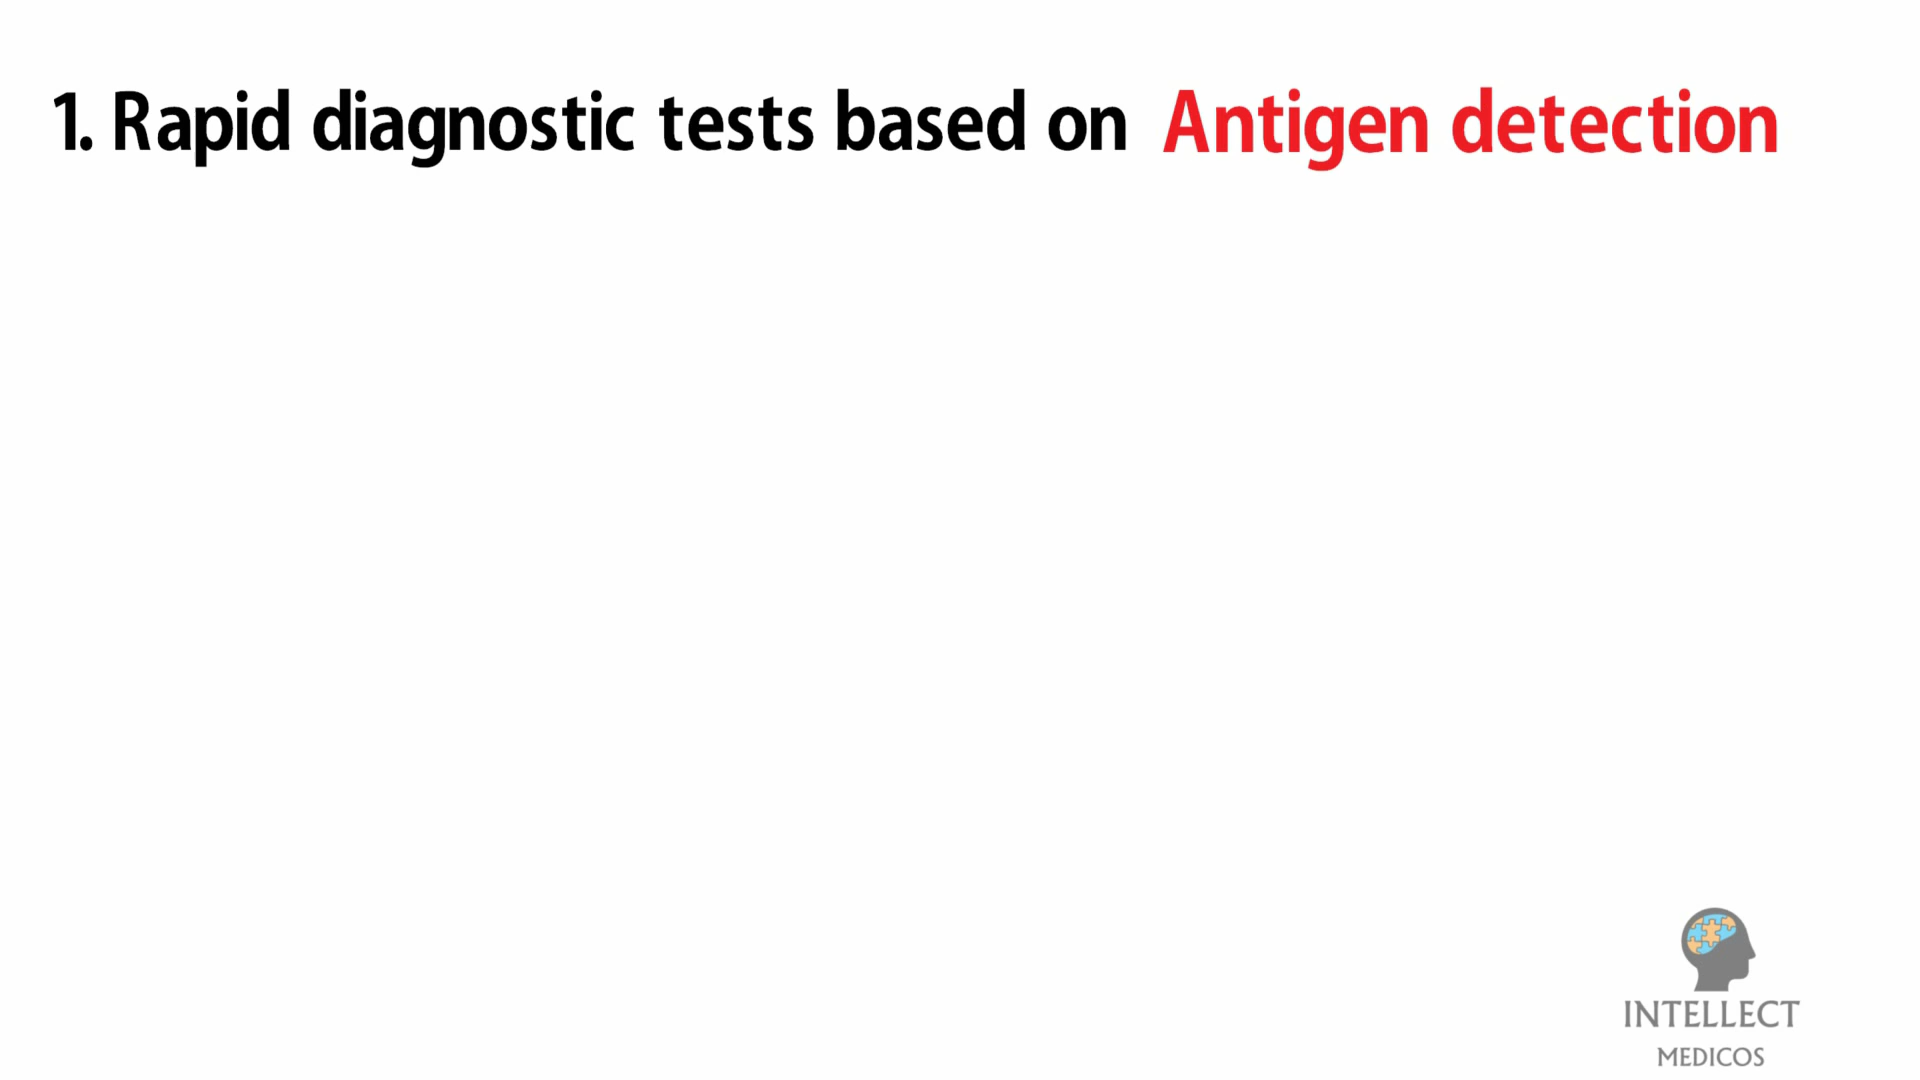 1. Rapid diagnostic tests based on Antigen detection
INTELLECT
MEDICOS